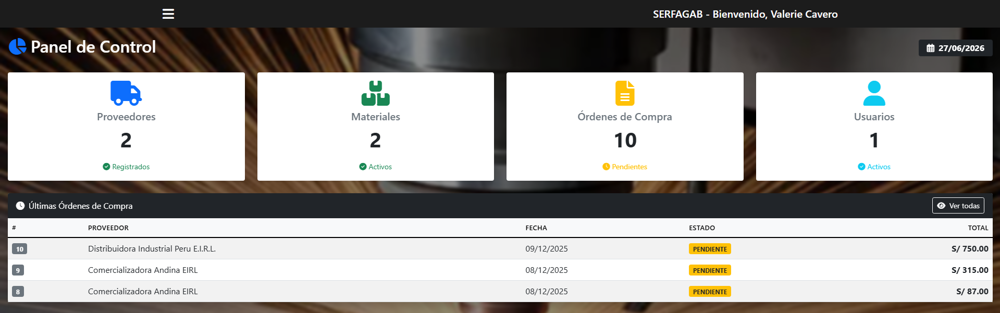 SERFAGAB - Bienvenido, Valerie Cavero
Panel de Control
27/06/2026
Proveedores
2
Registrados
Materiales
2
Activos
Órdenes de Compra
10
Pendientes
Usuarios
1
Activos
Últimas Órdenes de Compra
Ver todas
# PROVEEDOR FECHA ESTADO TOTAL
10 Distribuidora Industrial Peru E.I.R.L. 09/12/2025 PENDIENTE S/ 750.00
9 Comercializadora Andina EIRL 08/12/2025 PENDIENTE S/ 315.00
8 Comercializadora Andina EIRL 08/12/2025 PENDIENTE S/ 87.00